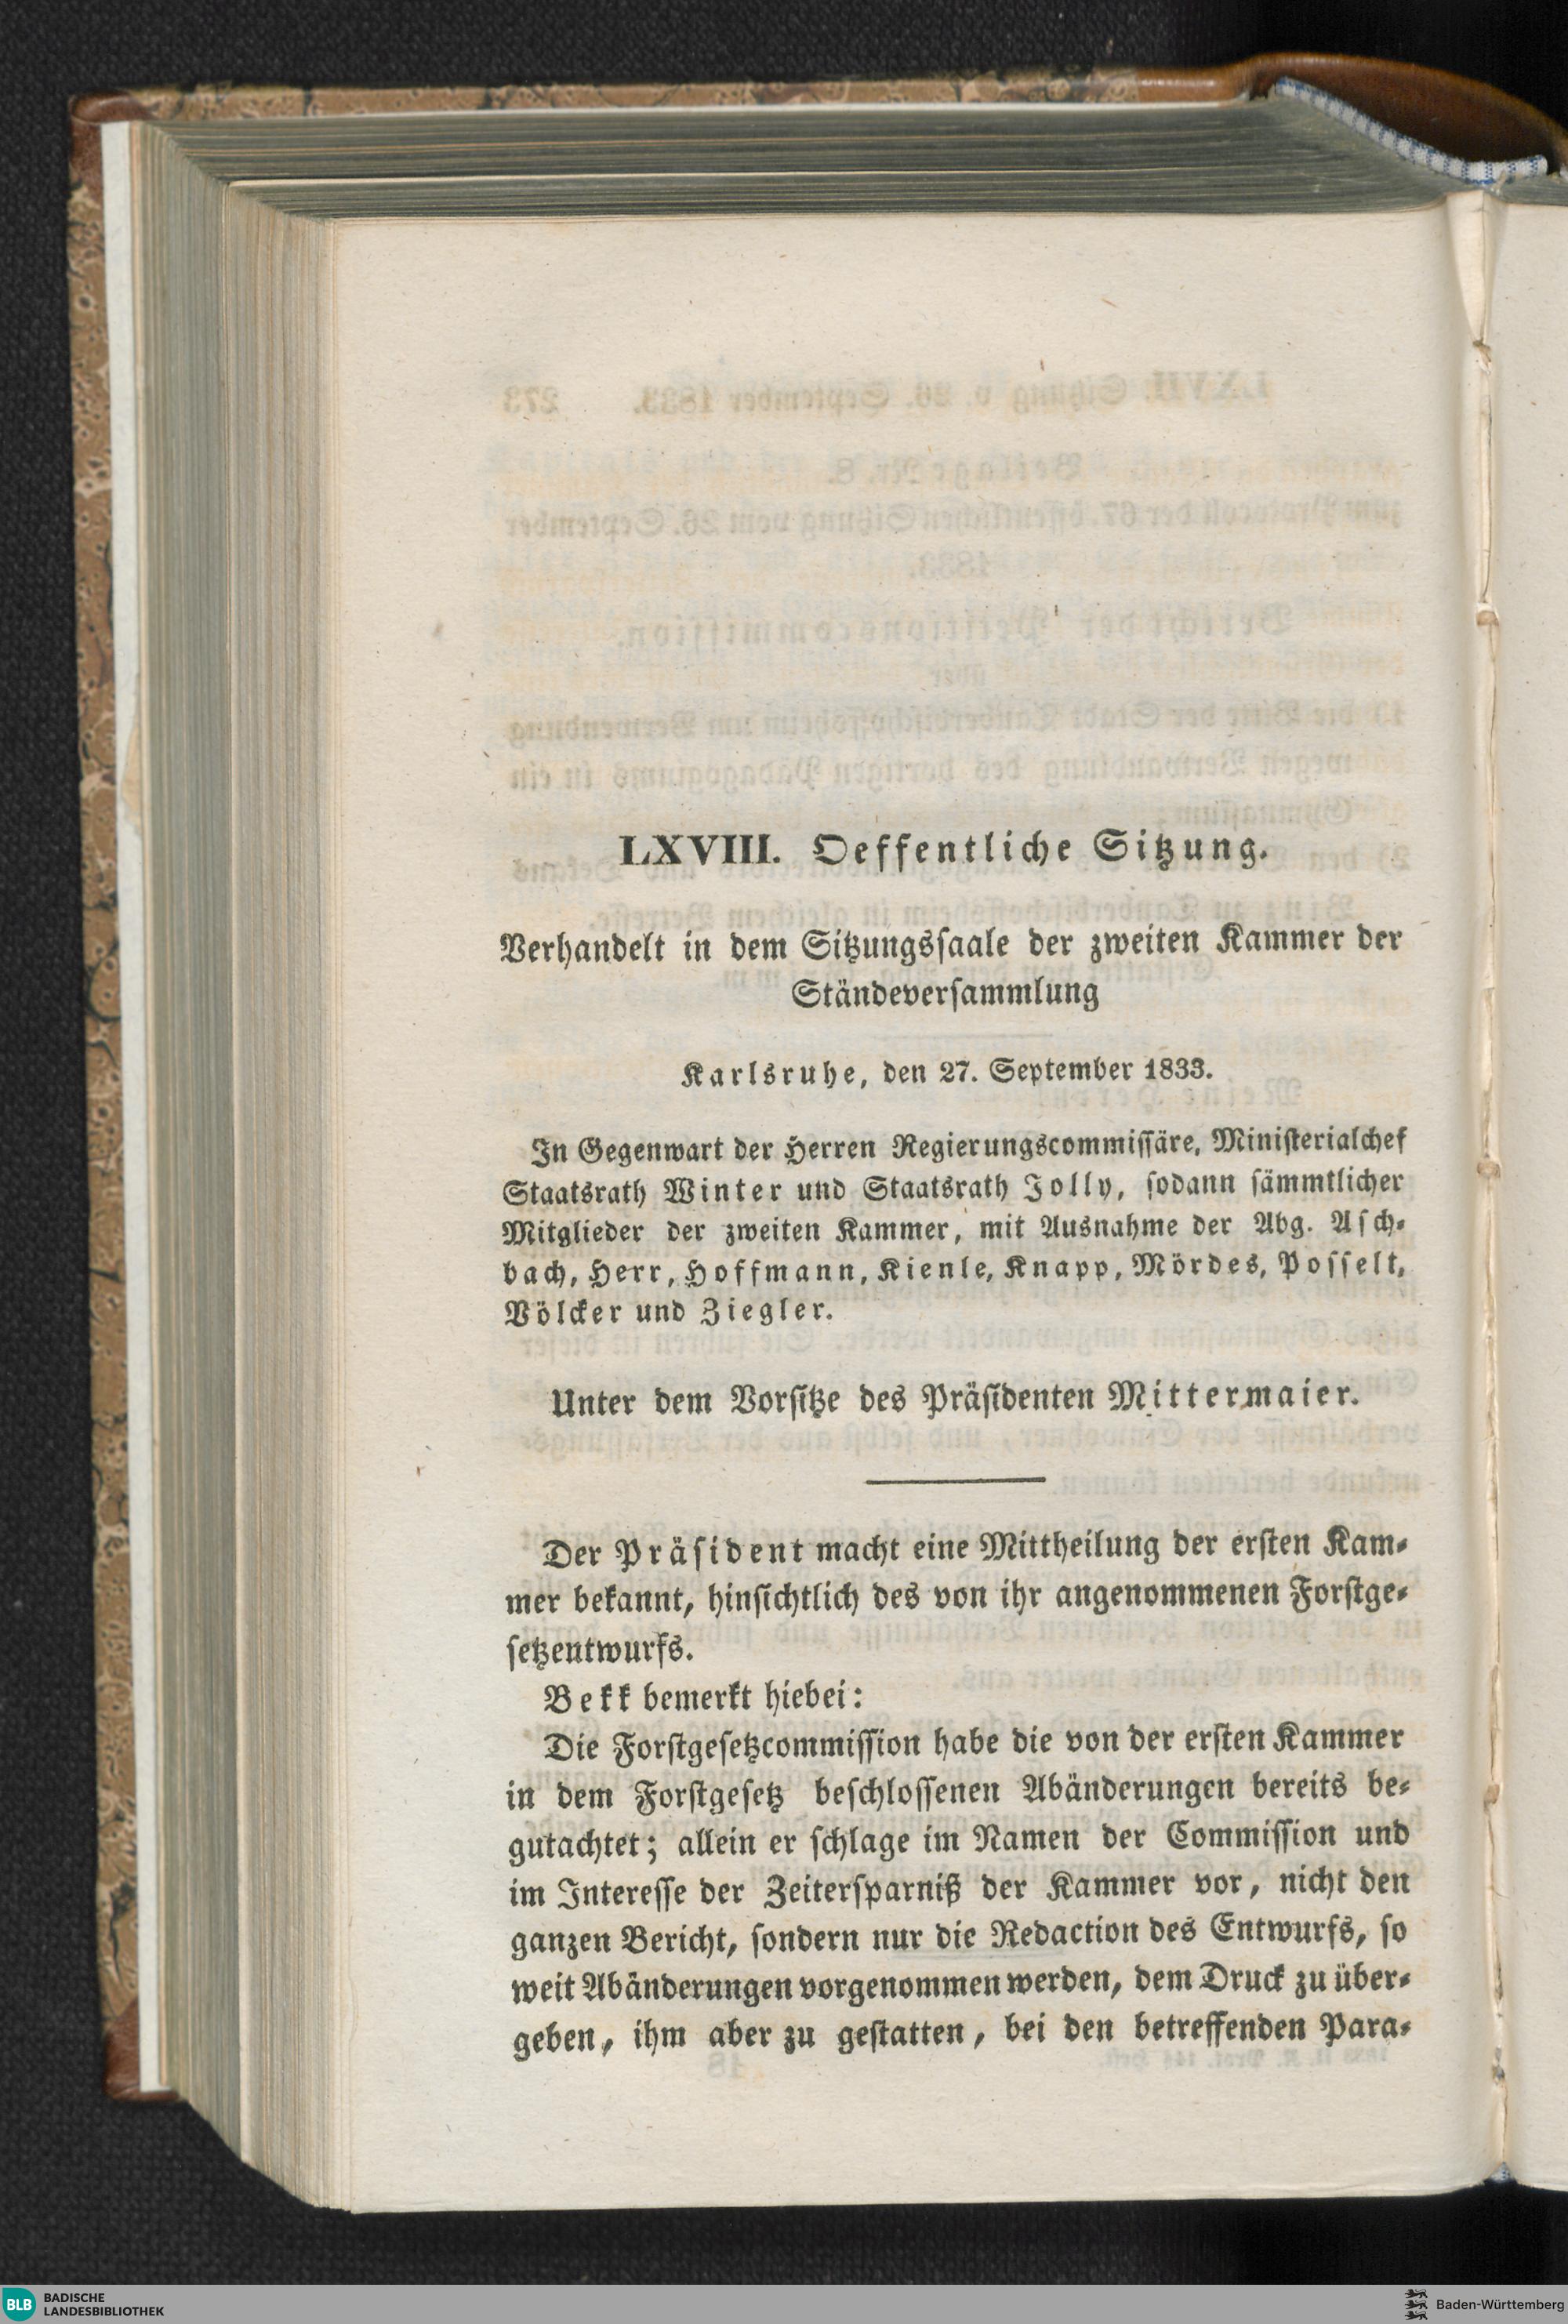 LXVIII. Oeffentliche Sitzung.
Verhandelt in dem Sitzungssaale der zweiten Kammer der
Ständeversammlung
Karlsruhe, den 27. September 1833.
In Gegenwart der Herren Regierungscommissäre, Ministerialchef
Staatsrath Winter und Staatsrath Jolly, sodann sämmtlicher
Mitglieder der zweiten Kammer, mit Ausnahme der Abg. Asch-
bach, Herr, Hoffmann, Kienle, Knapp, Mördes, Posselt,
Völcker und Ziegler.
Unter dem Vorsitze des Präsidenten Mittermaier.
Der Präsident macht eine Mittheilung der ersten Kam-
mer bekannt, hinsichtlich des von ihr angenommenen Forstge-
setzentwurfs.
Bekk bemerkt hiebei:
Die Forstgesetzcommission habe die von der ersten Kammer
in dem Forstgesetz beschlossenen Abänderungen bereits be-
gutachtet; allein er schlage im Namen der Commission und
im Interesse der Zeitersparniß der Kammer vor, nicht den
ganzen Bericht, sondern nur die Redaction des Entwurfs, so
weit Abänderungen vorgenommen werden, dem Druck zu über-
geben, ihm aber zu gestatten, bei den betreffenden Para-
BLB BADISCHE
LANDESBIBLIOTHEK
Baden-Württemberg